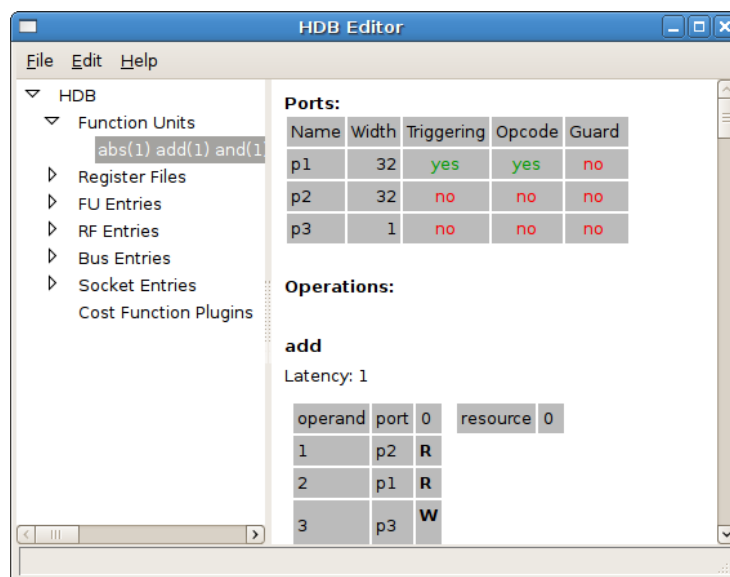 HDB Editor
File Edit Help
HDB
Function Units
abs(1) add(1) and(1)
Register Files
FU Entries
RF Entries
Bus Entries
Socket Entries
Cost Function Plugins
Ports:
Name Width Triggering Opcode Guard
p1 32 yes yes no
p2 32 no no no
p3 1 no no no
Operations:
add
Latency: 1
operand port 0 resource 0
1 p2 R
2 p1 R
3 p3 W